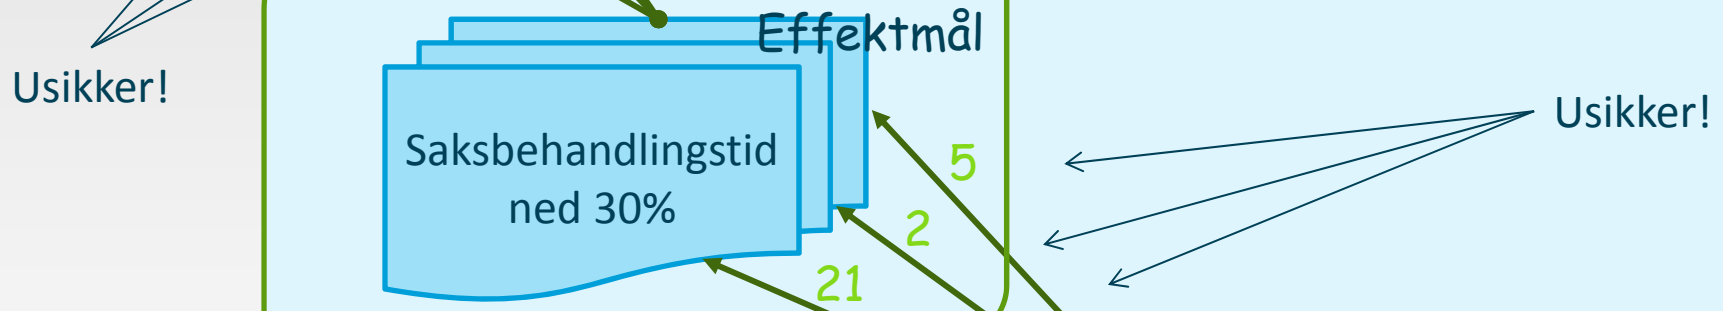 Effektmål
Usikker!
Usikker!
Saksbehandlingstid
ned 30%
5
2
21